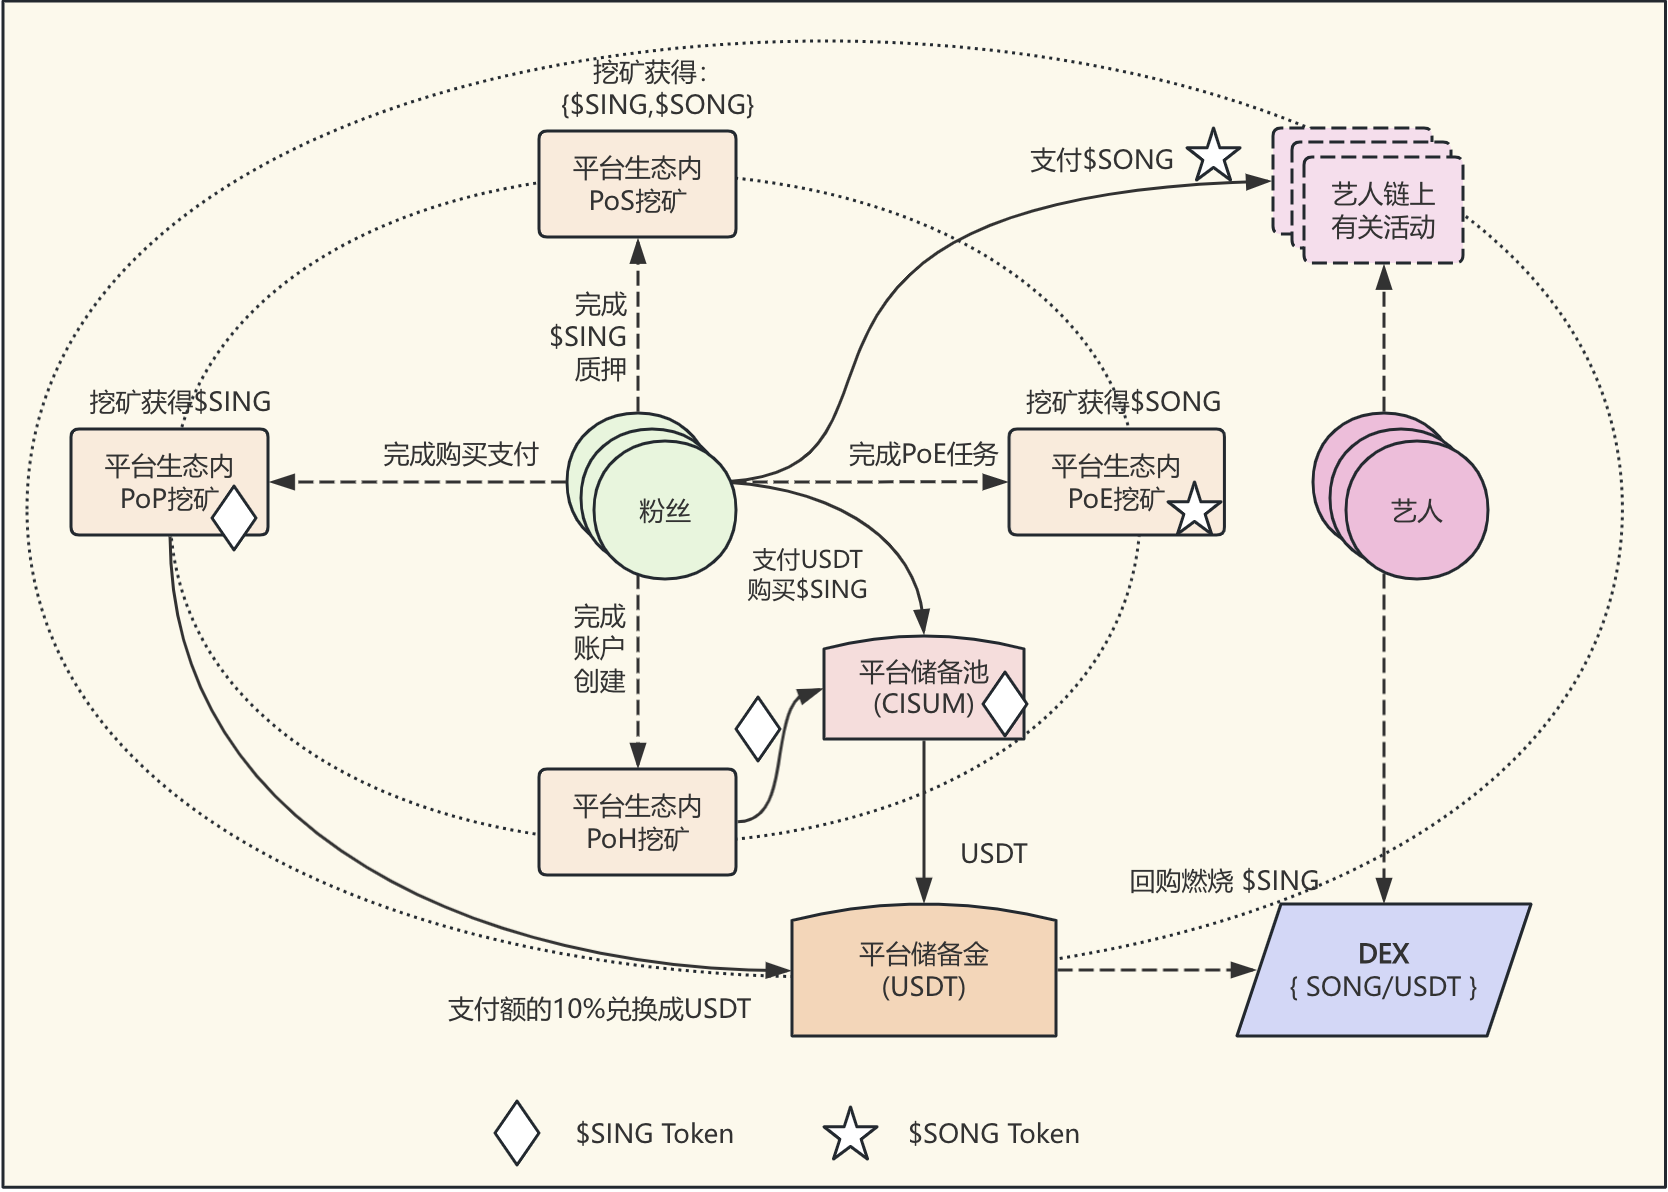 挖矿获得：
{$SING,$SONG}
平台生态内
PoS挖矿
支付$SONG
艺人链上
有关活动
完成
$SING
质押
挖矿获得$SING
平台生态内
PoP挖矿
完成购买支付
粉丝
完成PoE任务
挖矿获得$SONG
平台生态内
PoE挖矿
艺人
支付USDT
购买$SING
完成
账户
创建
平台储备池
(CISUM)
平台生态内
PoH挖矿
USDT
回购燃烧 $SING
平台储备金
(USDT)
DEX
{ SONG/USDT }
支付额的10%兑换成USDT
$SING Token
$SONG Token